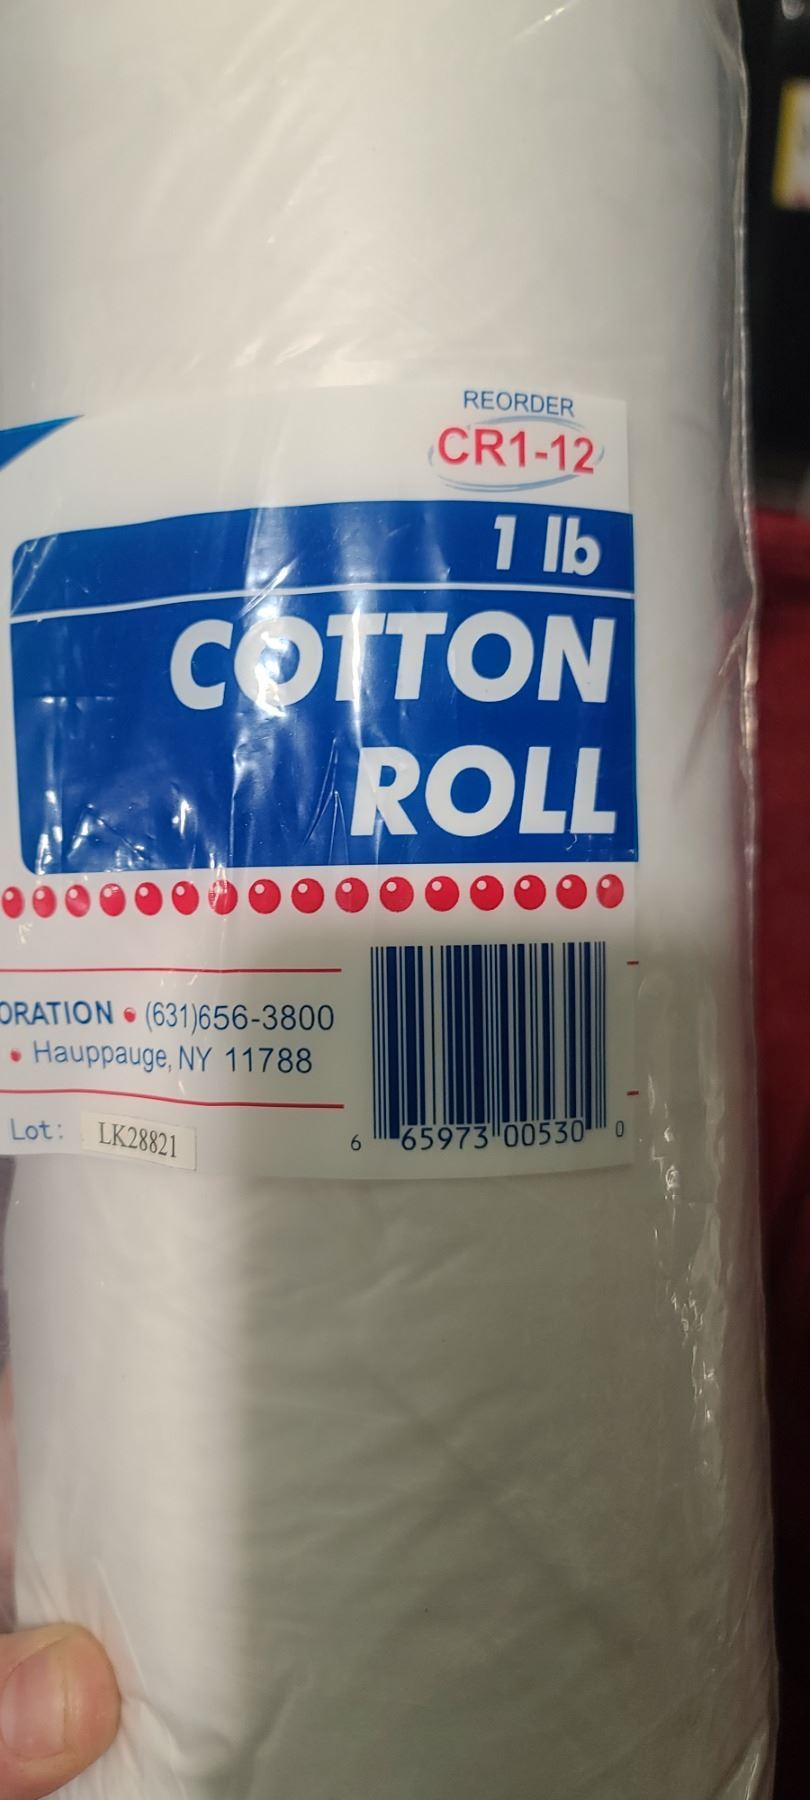 REORDER
CR1-12
1 lb
COTTON
ROLL
ORATION • (631)656-3800
• Hauppauge, NY 11788
Lot: LK28821
6 65973 00530 0